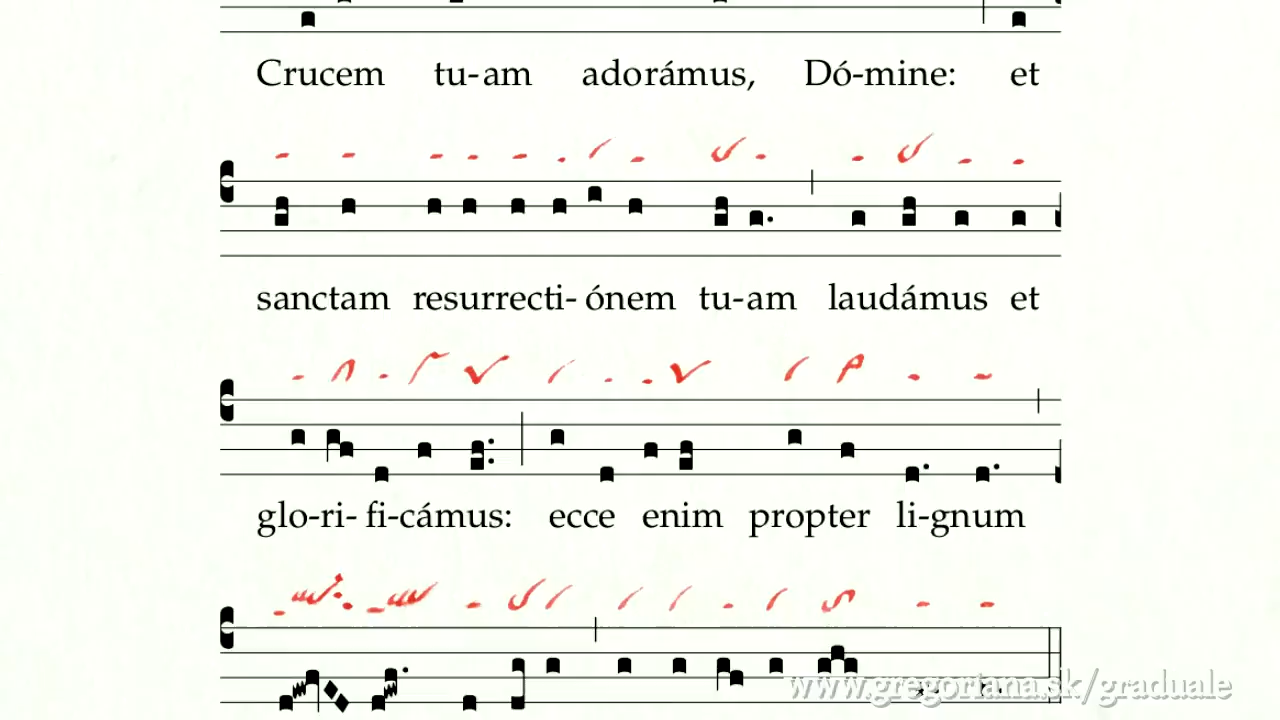 Crucem tu-am adorámus, Dó-mine: et
sanctam resurrecti-ónem tu-am laudámus et
glo-ri-fi-cámus: ecce enim propter li-gnum
www.gregoriana.sk/graduale